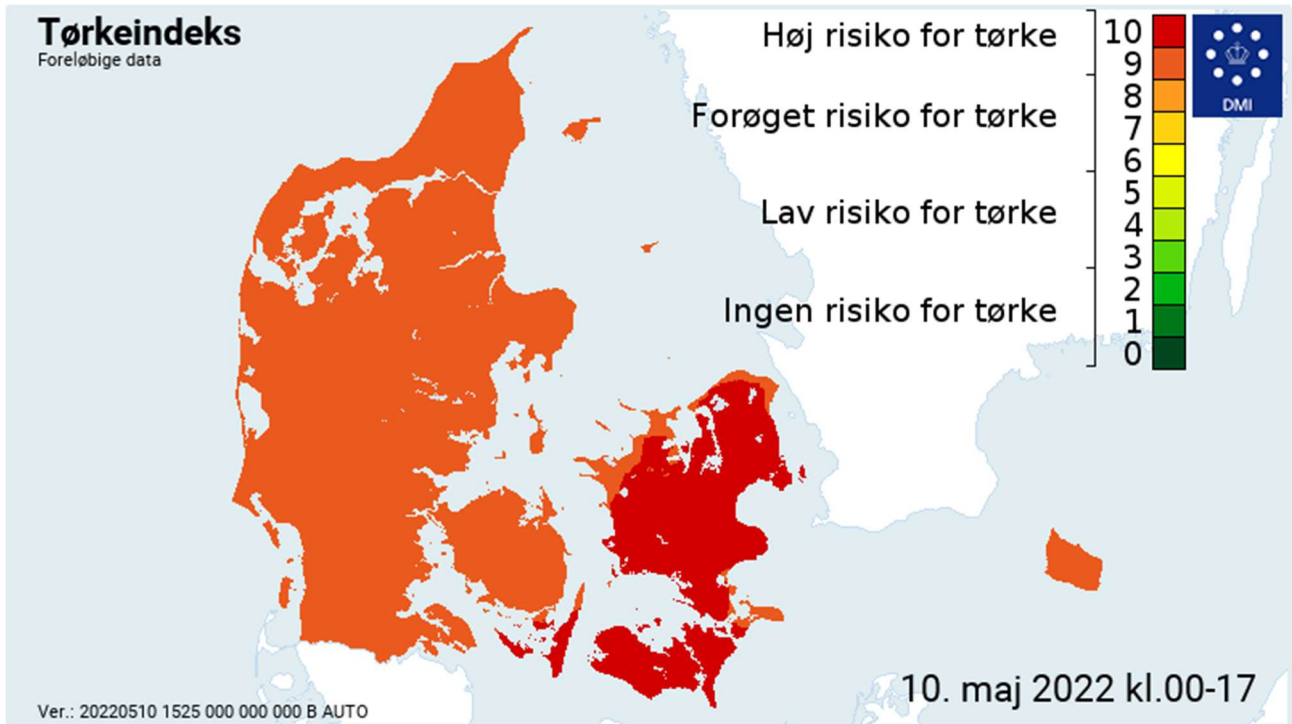 Tørkeindeks
Foreløbige data
Høj risiko for tørke
Forøget risiko for tørke
Lav risiko for tørke
Ingen risiko for tørke
10
9
8
7
6
5
4
3
2
1
0
DMI
10. maj 2022 kl.00-17
Ver.: 20220510 1525 000 000 000 B AUTO